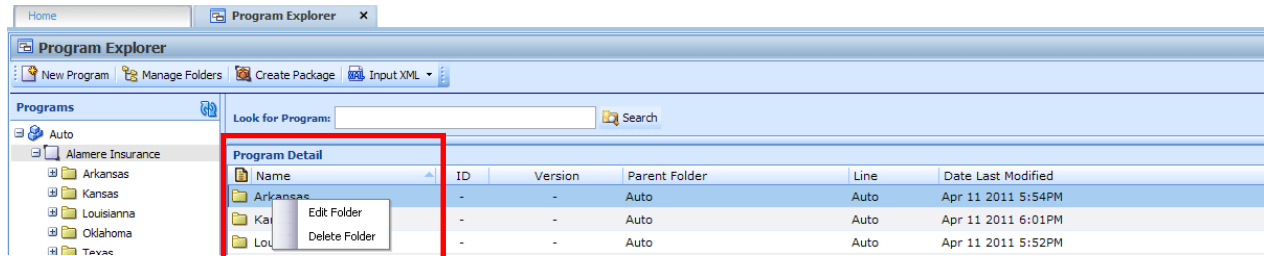 Home Program Explorer x
Program Explorer
New Program Manage Folders Create Package Input XML
Programs
Look for Program: Search
Auto
Alamere Insurance
Arkansas
Kansas
Louisianna
Oklahoma
Texas
Program Detail
Name ID Version Parent Folder Line Date Last Modified
Arkansas - - Auto Auto Apr 11 2011 5:54PM
Edit Folder
Delete Folder
- - Auto Auto Apr 11 2011 6:01PM
- - Auto Auto Apr 11 2011 5:52PM